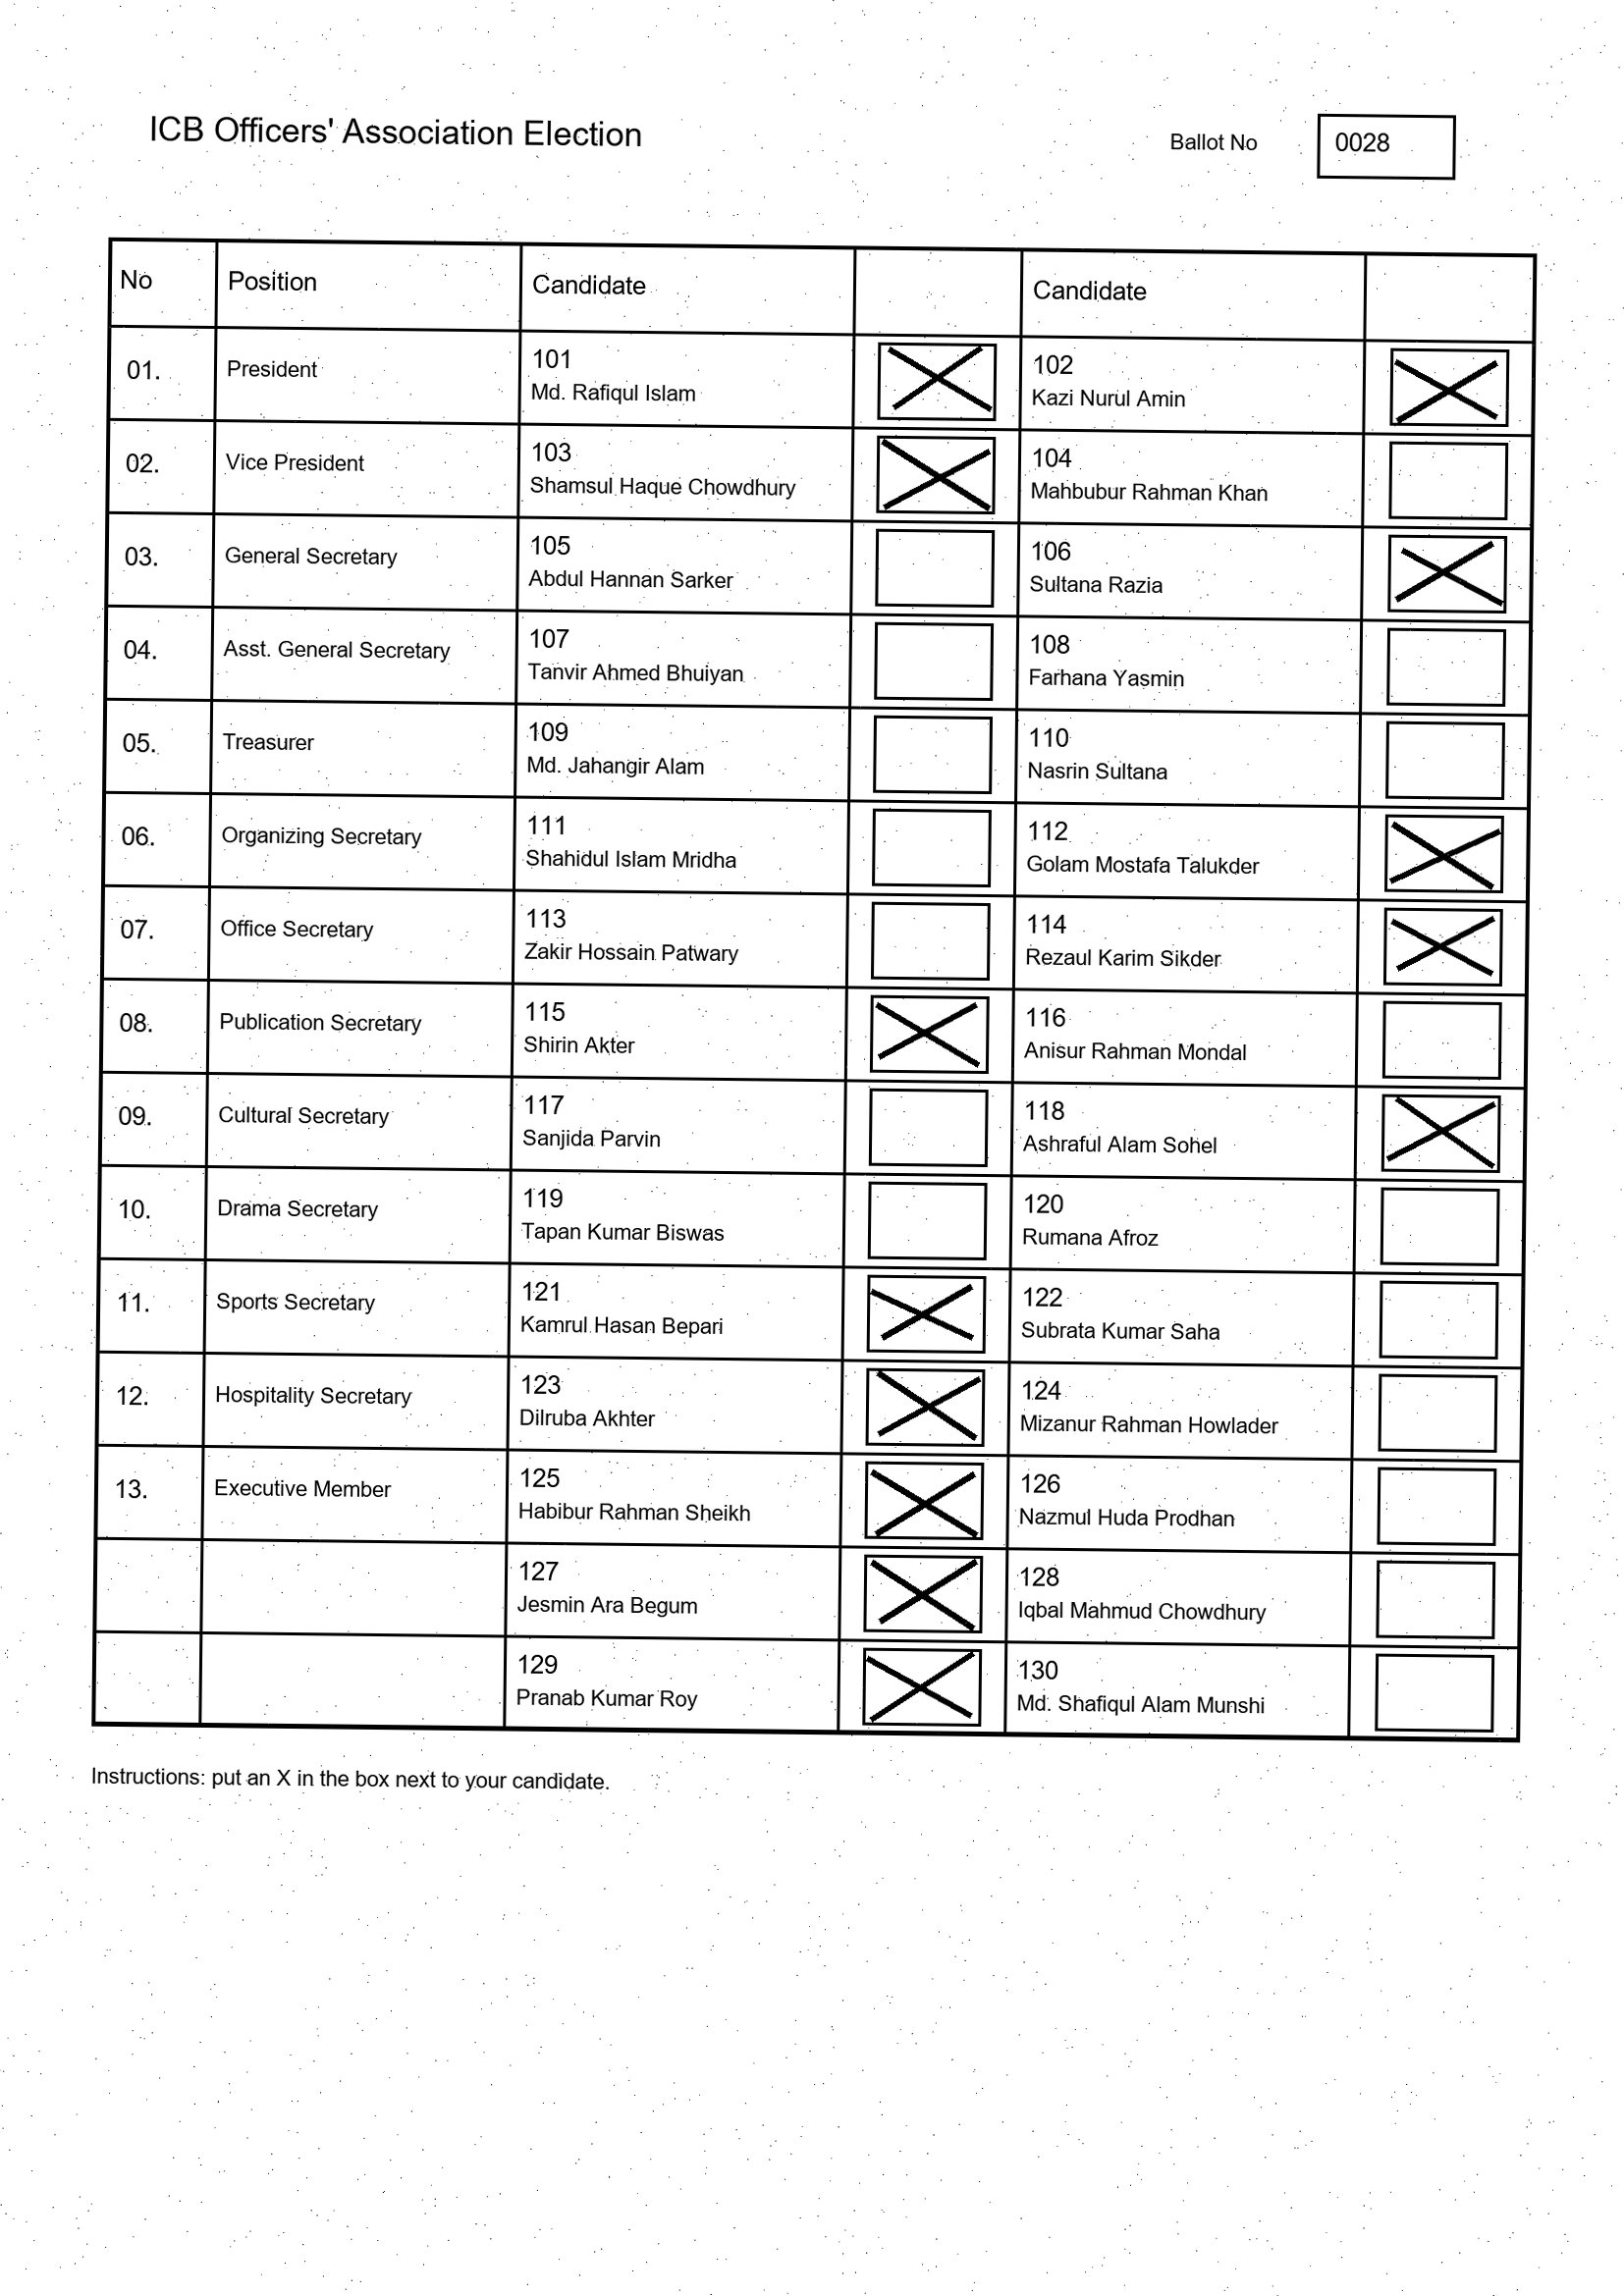 ICB Officers' Association Election
Ballot No 0028
No Position Candidate Candidate
01. President 101 Md. Rafiqul Islam X 102 Kazi Nurul Amin X
02. Vice President 103 Shamsul Haque Chowdhury X 104 Mahbubur Rahman Khan
03. General Secretary 105 Abdul Hannan Sarker 106 Sultana Razia X
04. Asst. General Secretary 107 Tanvir Ahmed Bhuiyan 108 Farhana Yasmin
05. Treasurer 109 Md. Jahangir Alam 110 Nasrin Sultana
06. Organizing Secretary 111 Shahidul Islam Mridha 112 Golam Mostafa Talukder X
07. Office Secretary 113 Zakir Hossain Patwary 114 Rezaul Karim Sikder X
08. Publication Secretary 115 Shirin Akter X 116 Anisur Rahman Mondal
09. Cultural Secretary 117 Sanjida Parvin 118 Ashraful Alam Sohel X
10. Drama Secretary 119 Tapan Kumar Biswas 120 Rumana Afroz
11. Sports Secretary 121 Kamrul Hasan Bepari X 122 Subrata Kumar Saha
12. Hospitality Secretary 123 Dilruba Akhter X 124 Mizanur Rahman Howlader
13. Executive Member 125 Habibur Rahman Sheikh X 126 Nazmul Huda Prodhan
127 Jesmin Ara Begum X 128 Iqbal Mahmud Chowdhury
129 Pranab Kumar Roy X 130 Md. Shafiqul Alam Munshi
Instructions: put an X in the box next to your candidate.